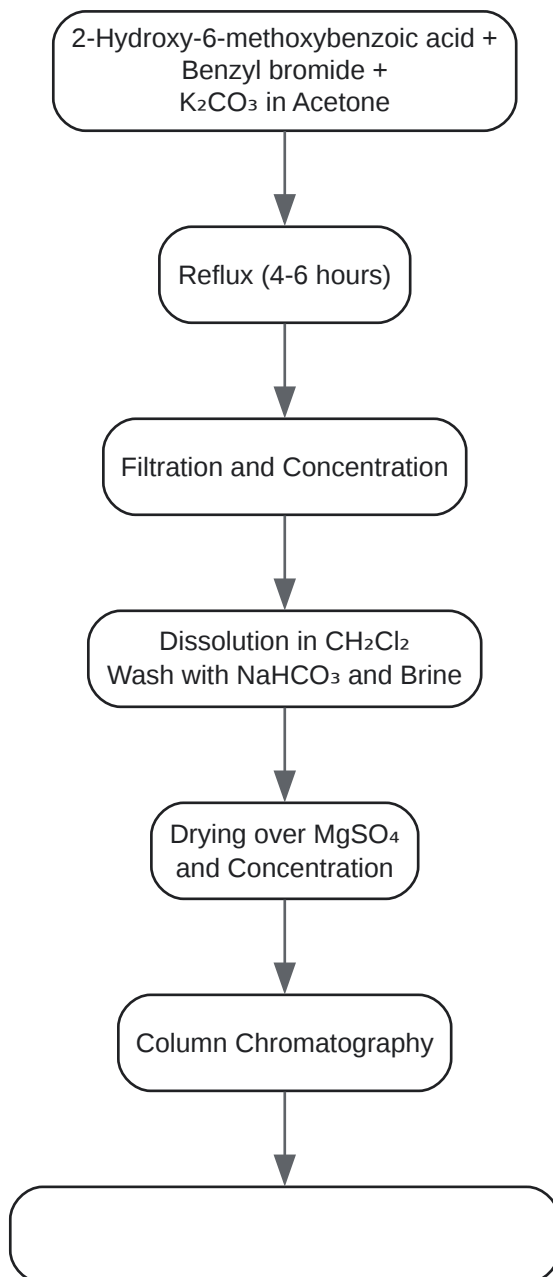 2-Hydroxy-6-methoxybenzoic acid +
Benzyl bromide +
K₂CO₃ in Acetone
Reflux (4-6 hours)
Filtration and Concentration
Dissolution in CH₂Cl₂
Wash with NaHCO₃ and Brine
Drying over MgSO₄
and Concentration
Column Chromatography